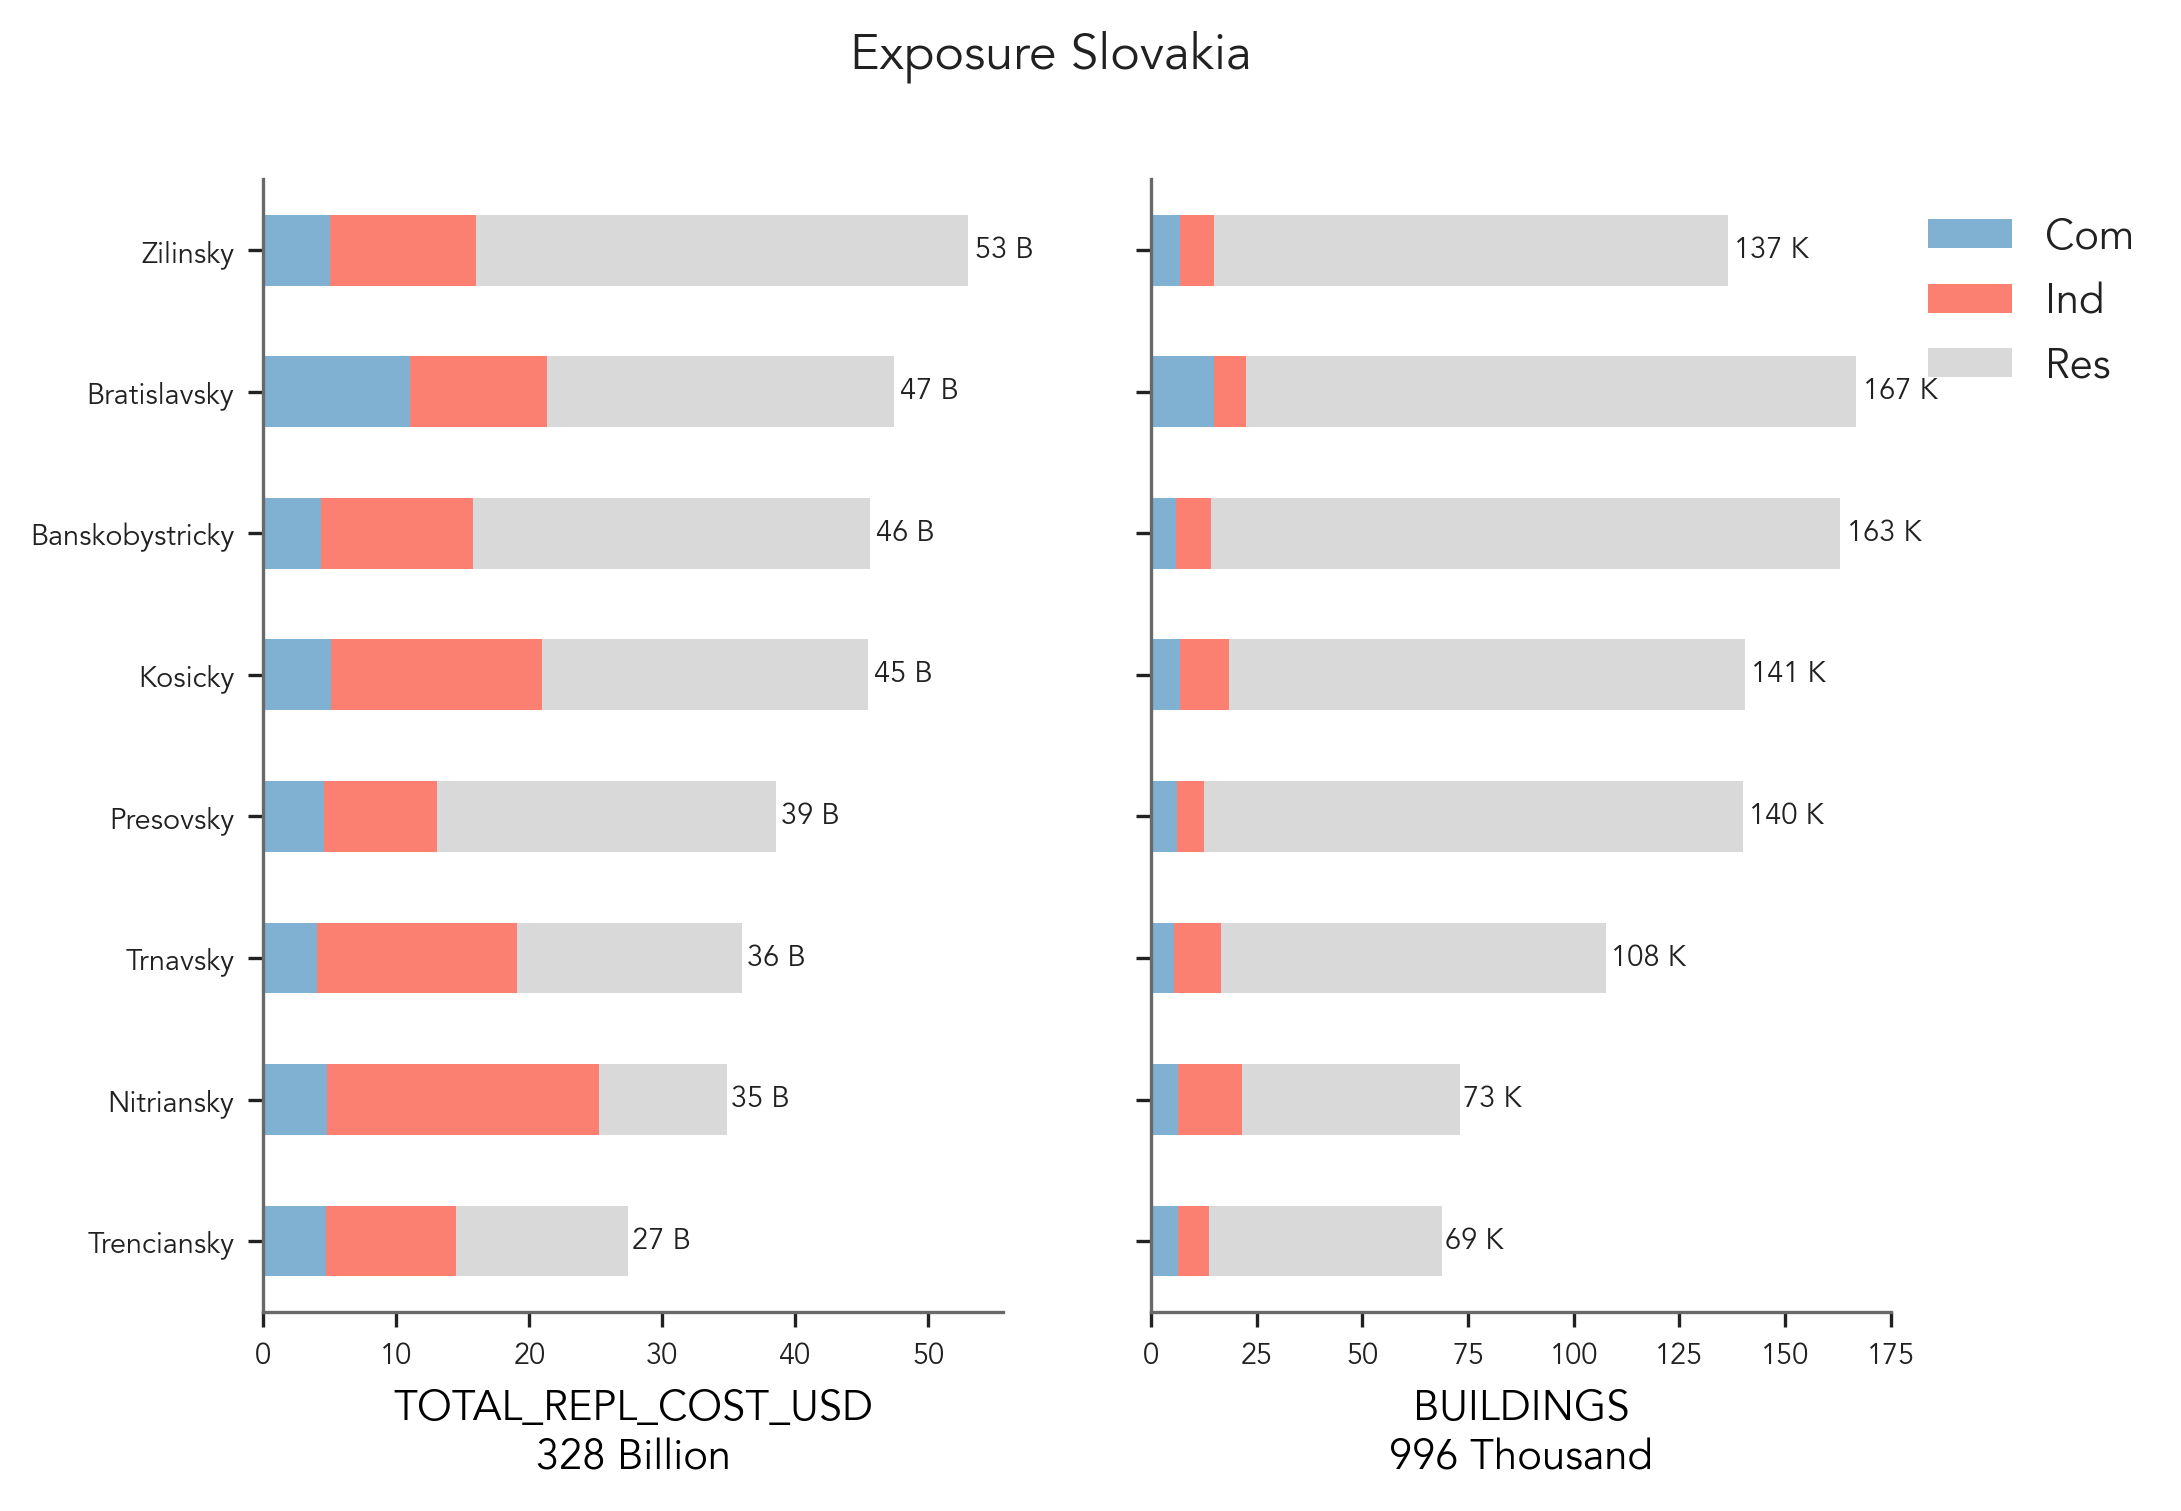 Exposure Slovakia
Zilinsky
Bratislavsky
Banskobystricky
Kosicky
Presovsky
Trnavsky
Nitriansky
Trenciansky
53 B
47 B
46 B
45 B
39 B
36 B
35 B
27 B
0 10 20 30 40 50
TOTAL_REPL_COST_USD
328 Billion
137 K
167 K
163 K
141 K
140 K
108 K
73 K
69 K
0 25 50 75 100 125 150 175
BUILDINGS
996 Thousand
Com
Ind
Res